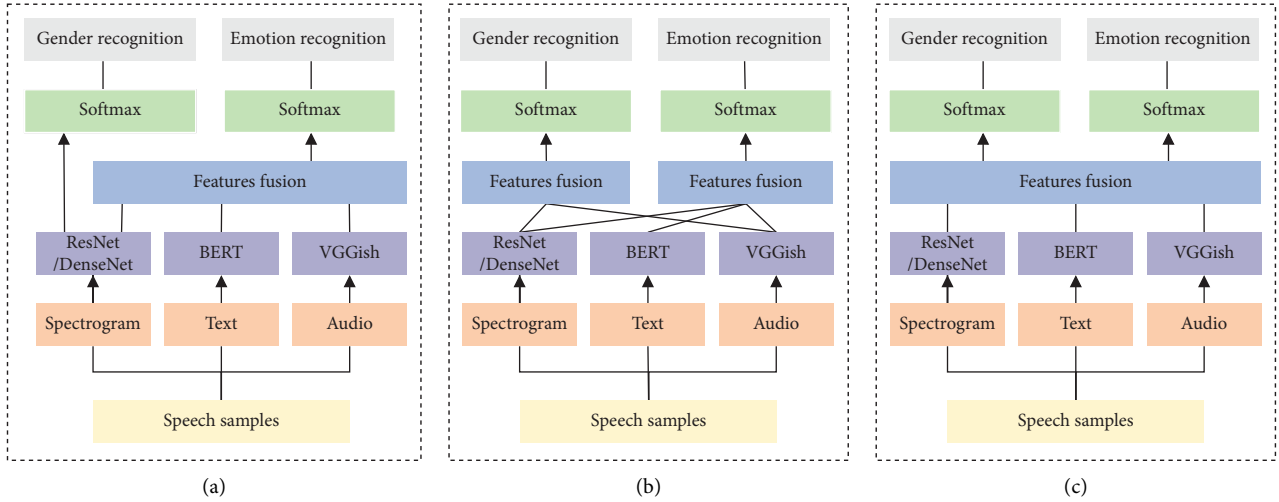 Gender recognition
Emotion recognition
Softmax
Softmax
Features fusion
ResNet
/DenseNet
BERT
VGGish
Spectrogram
Text
Audio
Speech samples
(a)
Gender recognition
Emotion recognition
Softmax
Softmax
Features fusion
Features fusion
ResNet
/DenseNet
BERT
VGGish
Spectrogram
Text
Audio
Speech samples
(b)
Gender recognition
Emotion recognition
Softmax
Softmax
Features fusion
ResNet
/DenseNet
BERT
VGGish
Spectrogram
Text
Audio
Speech samples
(c)